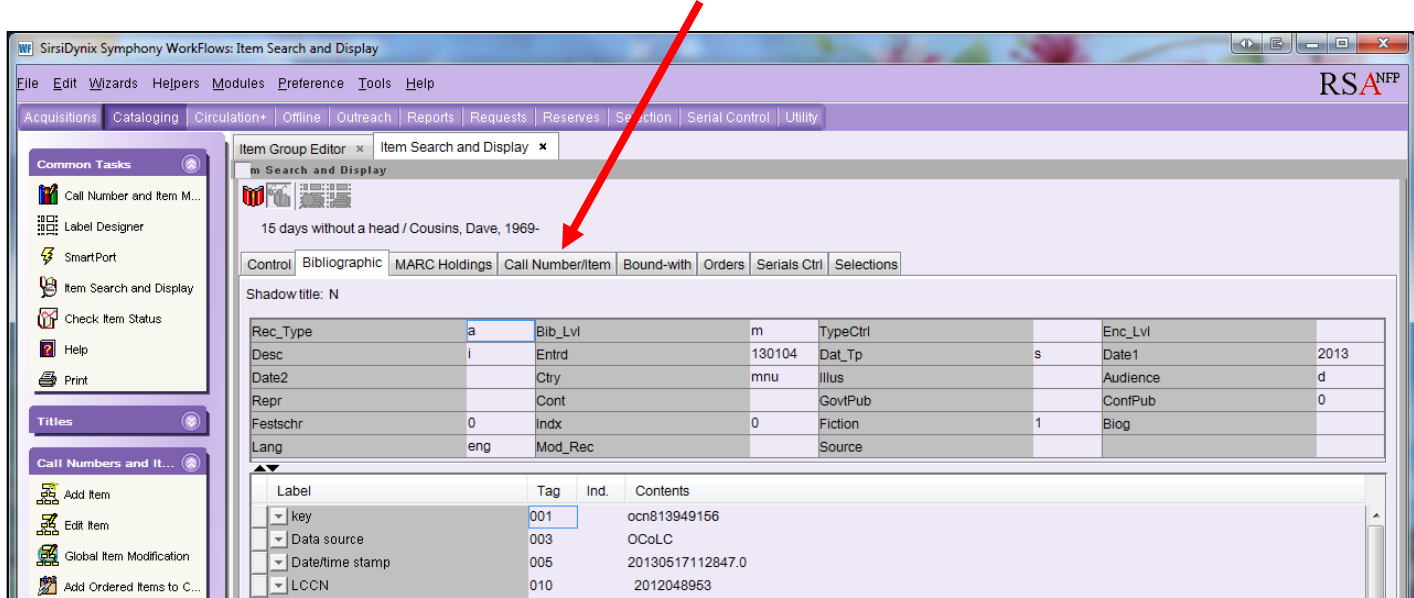 WF SirsiDynix Symphony WorkFlows: Item Search and Display
File Edit Wizards Helpers Modules Preference Tools Help
RSA NFP
Acquisitions Cataloging Circulation+ Offline Outreach Reports Requests Reserves Selection Serial Control Utility
Item Group Editor Item Search and Display
Common Tasks
Call Number and Item M...
Label Designer
SmartPort
Item Search and Display
Check Item Status
Help
Print
Titles
Call Numbers and It...
Add Item
Edit Item
Global Item Modification
Add Ordered Items to C...
m Search and Display
15 days without a head / Cousins, Dave, 1969-
Control Bibliographic MARC Holdings Call Number/Item Bound-with Orders Serials Ctrl Selections
Shadow title: N
Rec_Type a Bib_Lvl m TypeCtrl Enc_Lvl
Desc i Entrd 130104 Dat_Tp s Date1 2013
Date2 Ctry mnu Illus Audience d
Repr Cont GovtPub ConfPub 0
Festschr 0 Indx 0 Fiction 1 Biog
Lang eng Mod_Rec Source
Label Tag Ind. Contents
key 001 ocn813949156
Data source 003 OCoLC
Date/time stamp 005 20130517112847.0
LCCN 010 2012048953